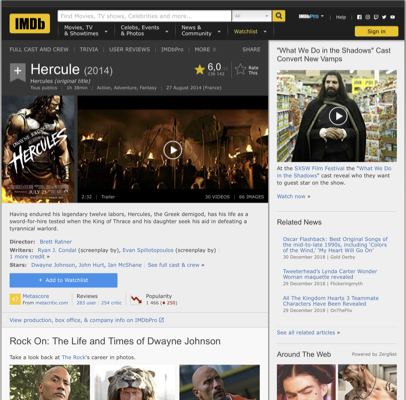 IMDb
Find Movies, TV shows, Celebrities and more...
All
IMDbPro
Help
Movies, TV & Showtimes
Celebs, Events & Photos
News & Community
Watchlist
Sign in
FULL CAST AND CREW | TRIVIA | USER REVIEWS | IMDbPro | MORE
SHARE
Hercule (2014)
Hercules (original title)
Tous publics | 1h 38min | Action, Adventure, Fantasy | 27 August 2014 (France)
6,0
Rate This
HERCULES
2:32 | Trailer
30 VIDEOS | 66 IMAGES
Having endured his legendary twelve labors, Hercules, the Greek demigod, has his life as a
sword-for-hire tested when the King of Thrace and his daughter seek his aid in defeating a
tyrannical warlord.
Director: Brett Ratner
Writers: Ryan J. Condal (screenplay by), Evan Spiliotopoulos (screenplay by) |
1 more credit »
Stars: Dwayne Johnson, John Hurt, Ian McShane | See full cast & crew »
+ Add to Watchlist
Metascore
From metacritic.com
Reviews
283 user | 254 critic
Popularity
1 466
View production, box office, & company info on IMDbPro
Rock On: The Life and Times of Dwayne Johnson
Take a look back at The Rock's career in photos.
"What We Do in the Shadows" Cast
Convert New Vamps
At the SXSW Film Festival the "What We
Do in the Shadows" cast reveal who they
want to guest star on the show.
Watch now »
Related News
Oscar Flashback: Best Original Songs
of the mid-to-late 1990s, including 'Colors
of the Wind,' 'My Heart Will Go On'
30 December 2018 | Gold Derby
Tweeterhead's Lynda Carter Wonder
Woman maquette revealed
29 December 2018 | Flickeringmyth
All The Kingdom Hearts 3 Teammate
Characters Have Been Revealed
29 December 2018 | OnTheFlix
See all related articles »
Around The Web
Powered by ZergNet